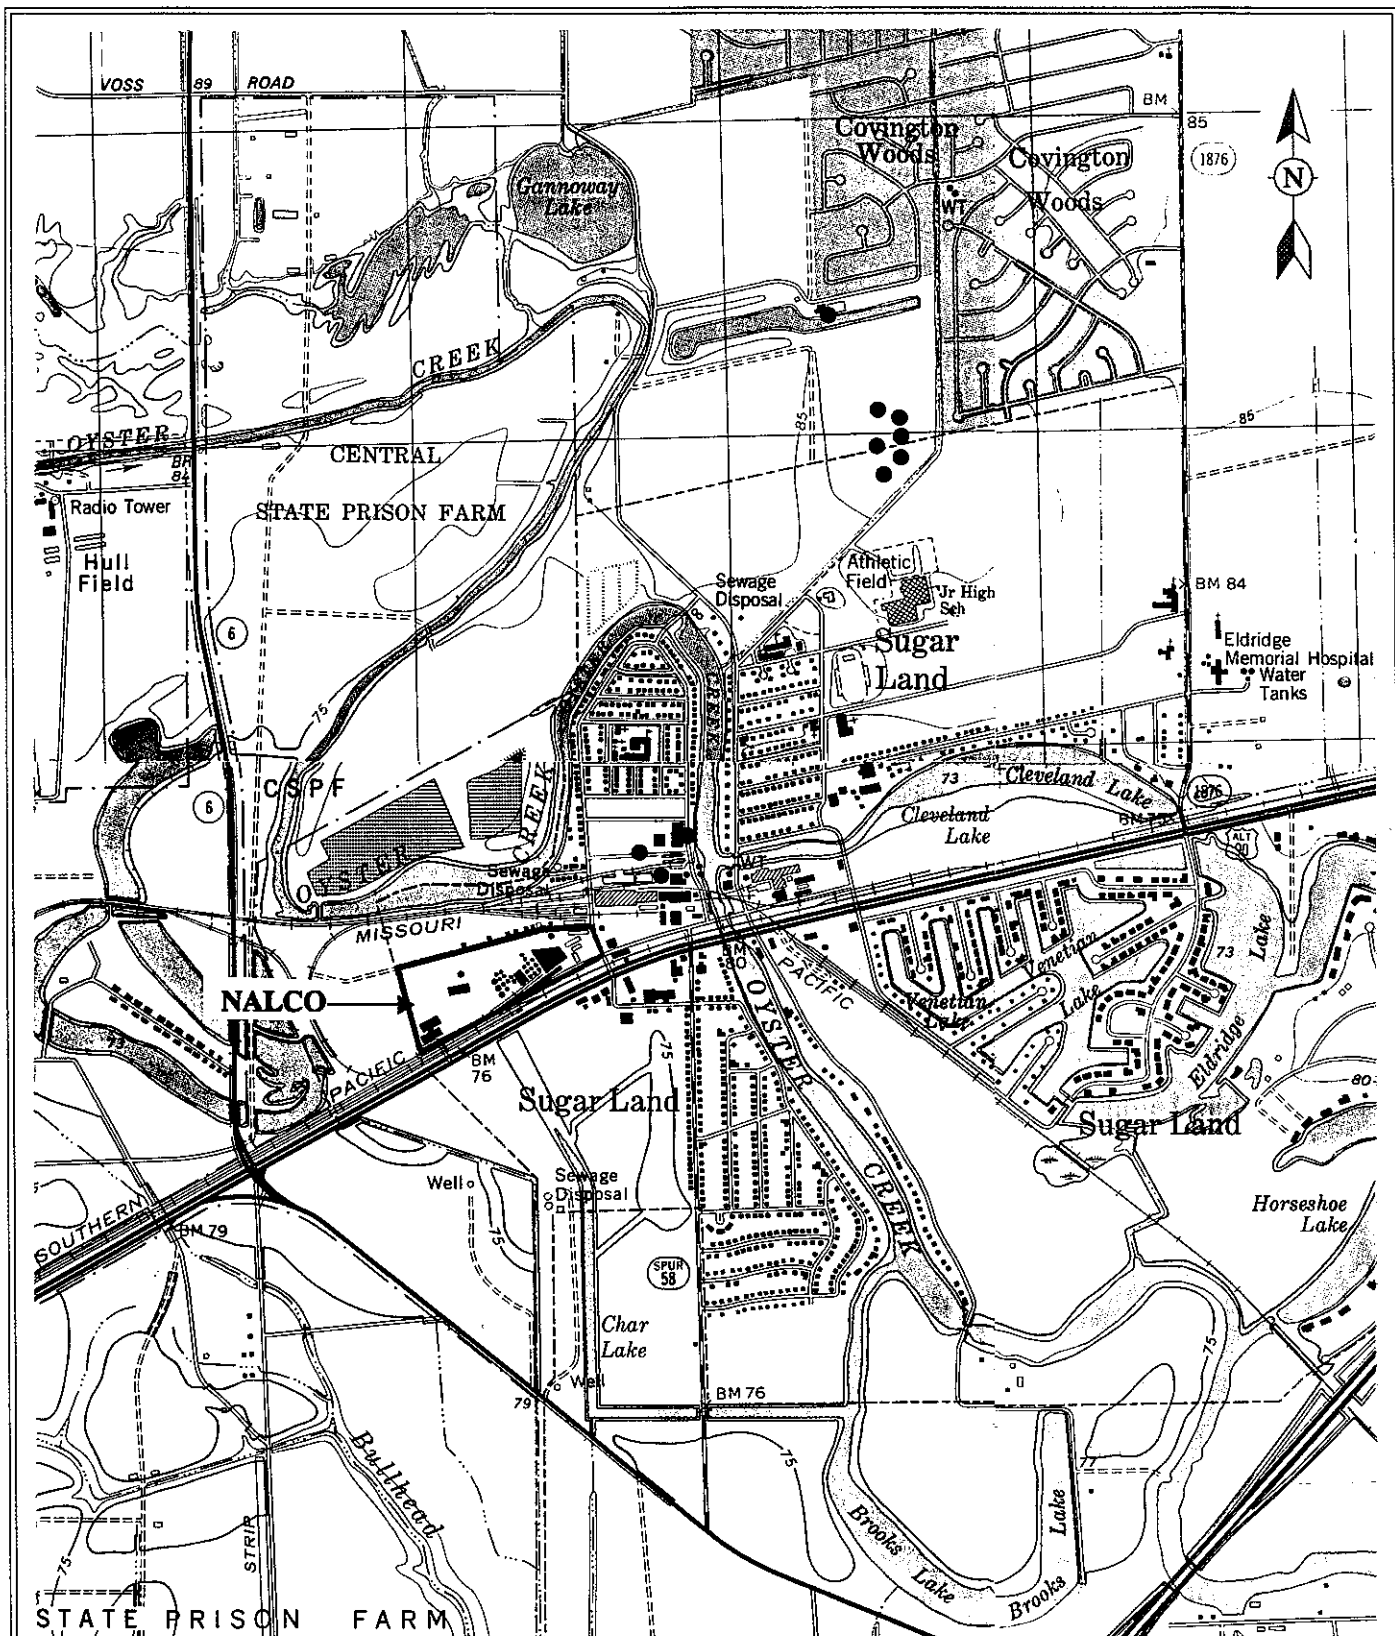 VOSS 89 ROAD
BM
85
1876
N
Covington
Woods
Covington
Woods
WT
Gannoway
Lake
CREEK
OYSTER
BR
84
85
85
CENTRAL
STATE PRISON FARM
Radio Tower
Hull
Field
6
Sewage
Disposal
Athletic
Field
Jr High
Sch
Sugar
Land
BM 84
Eldridge
Memorial Hospital
Water
Tanks
75
CREEK
6
CSPF
OYSTER
CREEK
Sewage
Disposal
WT
73
Cleveland Lake
Cleveland
Lake
1876
BM 75
ALT
90
MISSOURI
PACIFIC
NALCO
BM
76
PACIFIC
OYSTER
Venetian
Lake
Venetian
Lake
73
Eldridge Lake
80
75
Sugar Land
Sugar Land
Well
Sewage
Disposal
75
CREEK
Horseshoe
Lake
SOUTHERN
BM 79
SPUR
58
Char
Lake
75
Well
79
BM 76
75
77
Bullhead
Brooks
Lake
Brooks
Lake
STRIP
75
STATE PRISON FARM